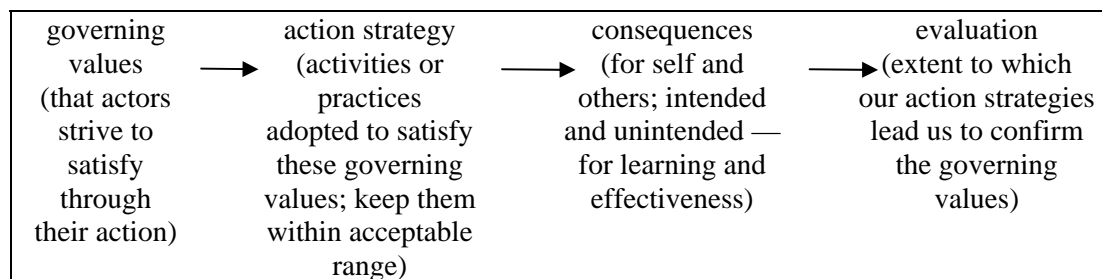 governing
values
(that actors
strive to
satisfy
through
their action)
action strategy
(activities or
practices
adopted to satisfy
these governing
values; keep them
within acceptable
range)
consequences
(for self and
others; intended
and unintended —
for learning and
effectiveness)
evaluation
(extent to which
our action strategies
lead us to confirm
the governing
values)